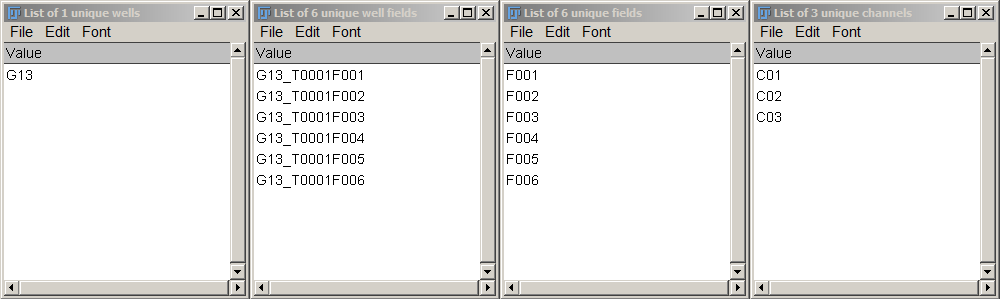 List of 1 unique wells
File Edit Font
Value
G13
List of 6 unique well fields
File Edit Font
Value
G13_T0001F001
G13_T0001F002
G13_T0001F003
G13_T0001F004
G13_T0001F005
G13_T0001F006
List of 6 unique fields
File Edit Font
Value
F001
F002
F003
F004
F005
F006
List of 3 unique channels
File Edit Font
Value
C01
C02
C03